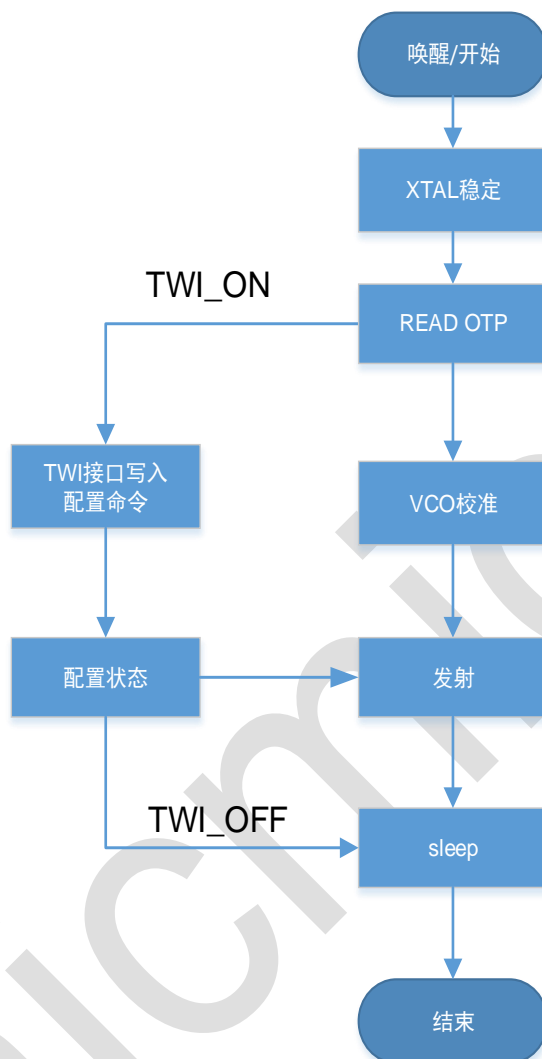 唤醒/开始
XTAL稳定
TWI_ON
READ OTP
TWI接口写入
配置命令
VCO校准
配置状态
发射
TWI_OFF
sleep
结束